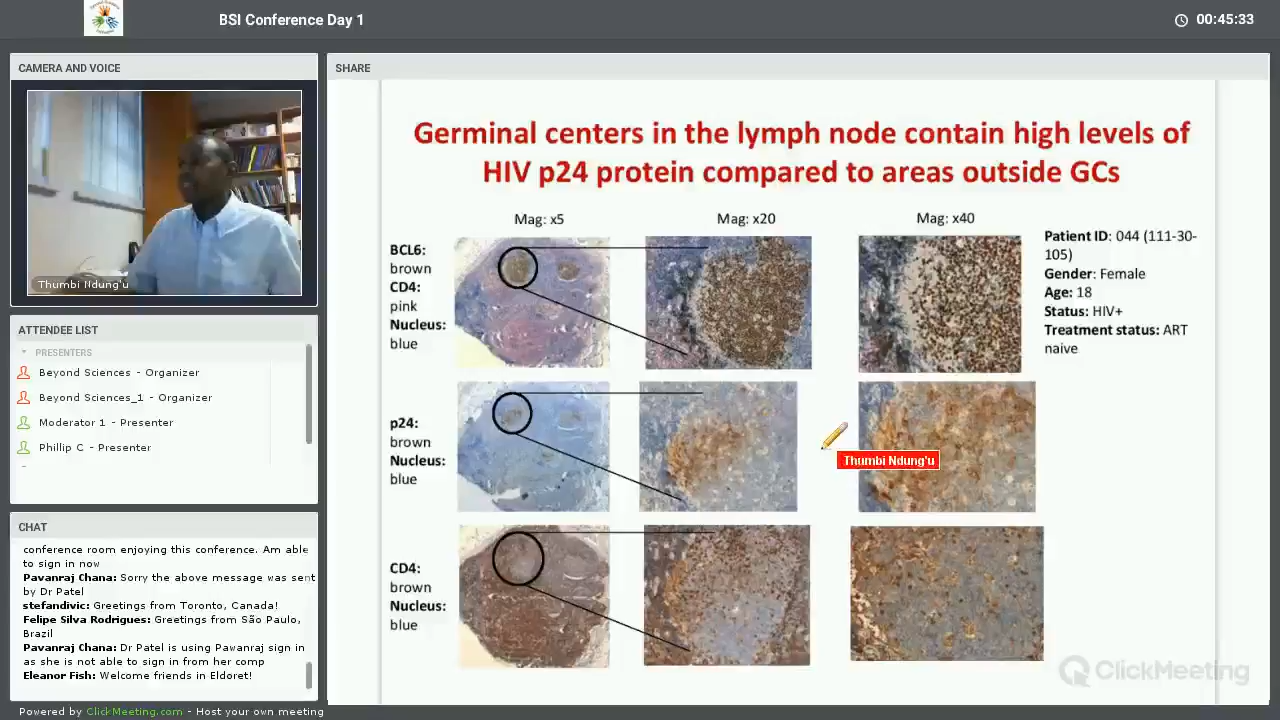 BSI Conference Day 1
00:45:33
CAMERA AND VOICE
Thumbi Ndung'u
ATTENDEE LIST
PRESENTERS
Beyond Sciences - Organizer
Beyond Sciences_1 - Organizer
Moderator 1 - Presenter
Phillip C - Presenter
CHAT
conference room enjoying this conference. Am able
to sign in now
Pavanraj Chana: Sorry the above message was sent
by Dr Patel
stefandivic: Greetings from Toronto, Canada!
Felipe Silva Rodrigues: Greetings from São Paulo,
Brazil
Pavanraj Chana: Dr Patel is using Pawanraj sign in
as she is not able to sign in from her comp
Eleanor Fish: Welcome friends in Eldoret!
Powered by ClickMeeting.com - Host your own meeting
SHARE
Germinal centers in the lymph node contain high levels of
HIV p24 protein compared to areas outside GCs
Mag: x5
Mag: x20
Mag: x40
BCL6:
brown
CD4:
pink
Nucleus:
blue
Patient ID: 044 (111-30-
105)
Gender: Female
Age: 18
Status: HIV+
Treatment status: ART
naive
p24:
brown
Nucleus:
blue
Thumbi Ndung'u
CD4:
brown
Nucleus:
blue
ClickMeeting